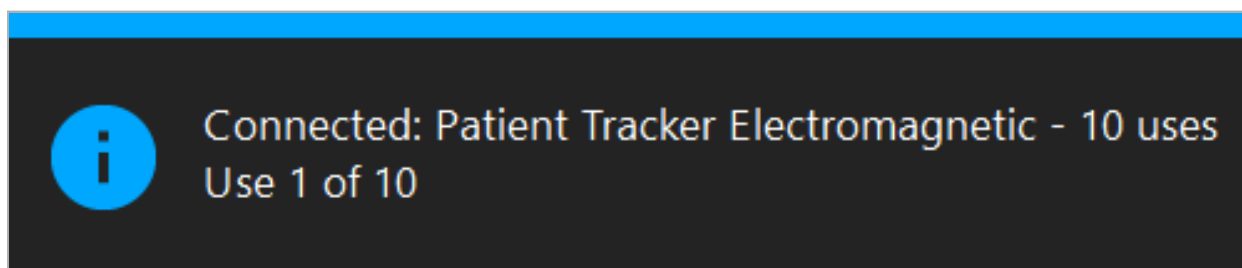 Connected: Patient Tracker Electromagnetic - 10 uses
Use 1 of 10